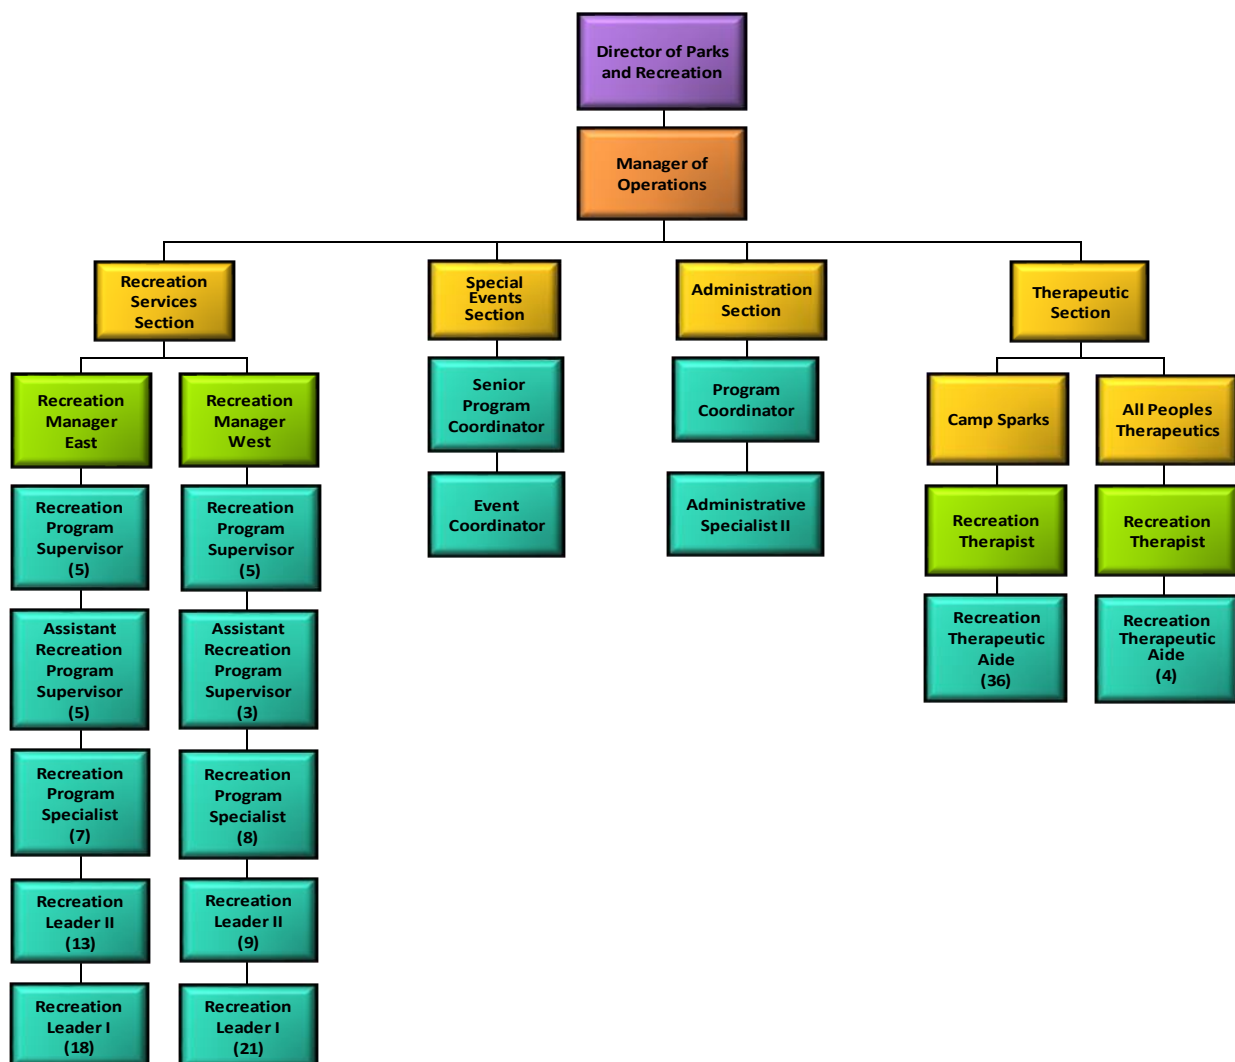 Director of Parks
and Recreation
Manager of
Operations
Recreation
Services
Section
Special
Events
Section
Administration
Section
Therapeutic
Section
Recreation
Manager
East
Recreation
Manager
West
Senior
Program
Coordinator
Program
Coordinator
Camp Sparks
All Peoples
Therapeutics
Recreation
Program
Supervisor
(5)
Recreation
Program
Supervisor
(5)
Event
Coordinator
Administrative
Specialist II
Recreation
Therapist
Recreation
Therapist
Assistant
Recreation
Program
Supervisor
(5)
Assistant
Recreation
Program
Supervisor
(3)
Recreation
Therapeutic
Aide
(36)
Recreation
Therapeutic
Aide
(4)
Recreation
Program
Specialist
(7)
Recreation
Program
Specialist
(8)
Recreation
Leader II
(13)
Recreation
Leader II
(9)
Recreation
Leader I
(18)
Recreation
Leader I
(21)